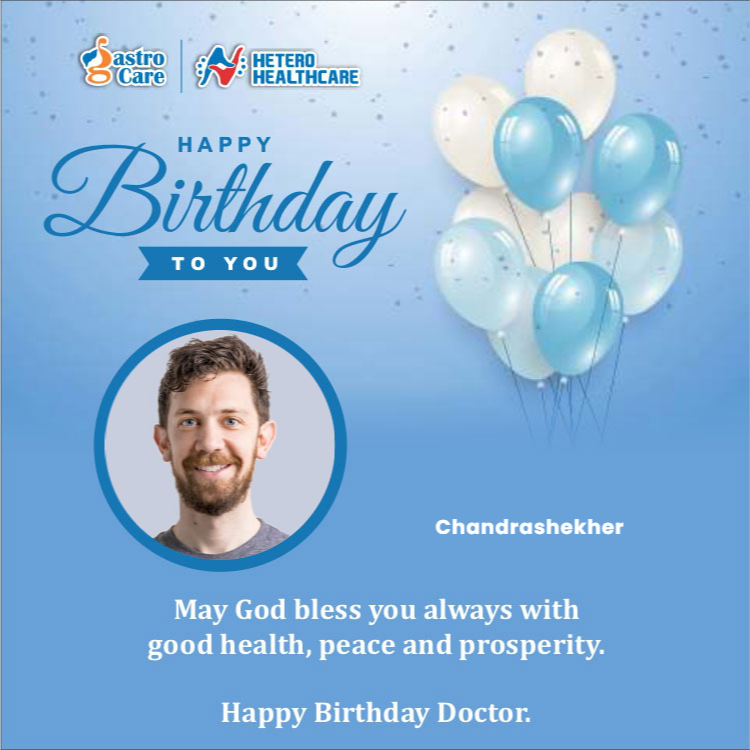 Gastro
Care
HETERO
HEALTHCARE
HAPPY
Birthday
TO YOU
Chandrashekher
May God bless you always with
good health, peace and prosperity.
Happy Birthday Doctor.